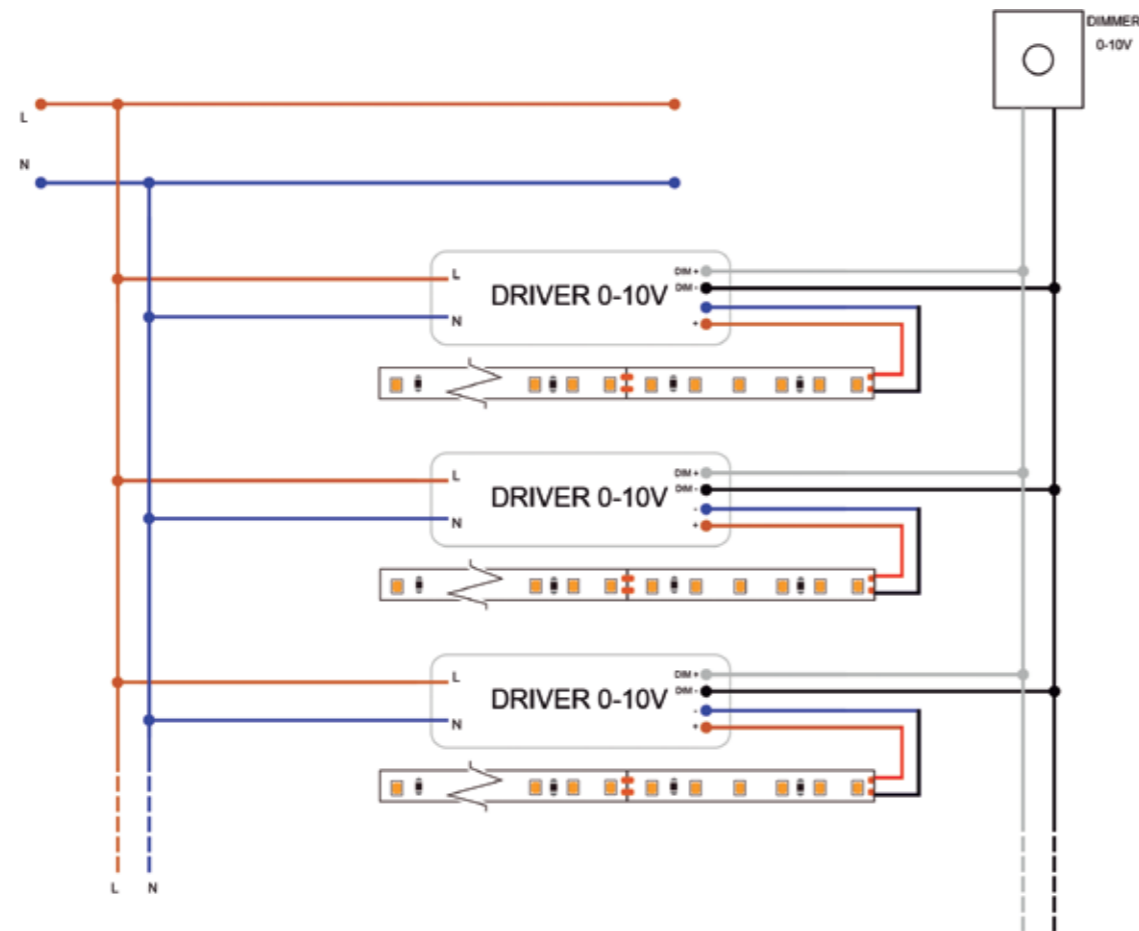 DIMMER
0-10V
L
N
L
DRIVER 0-10V
N
DIM +
DIM -
+
L
DRIVER 0-10V
N
DIM +
DIM -
-
+
L
DRIVER 0-10V
N
DIM +
DIM -
-
+
L N